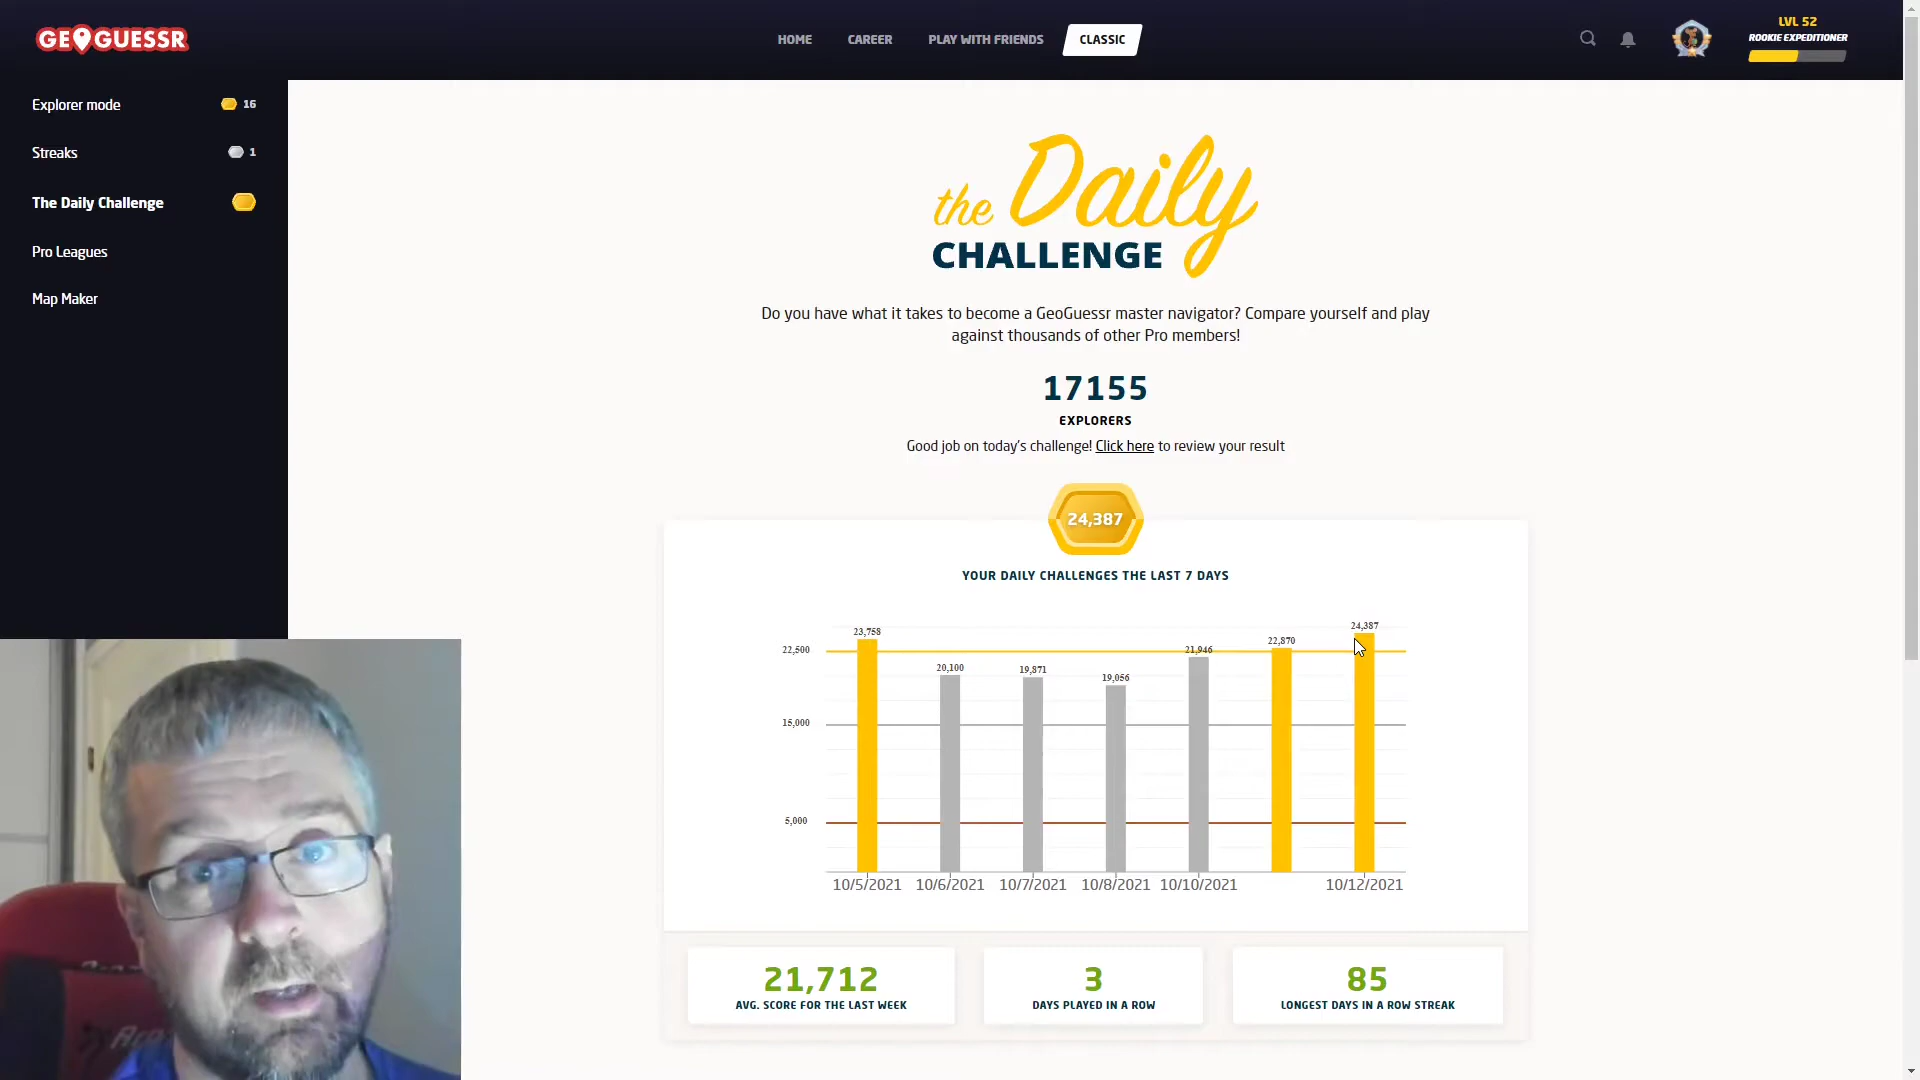 GEOGUESSR
HOME CAREER PLAY WITH FRIENDS CLASSIC
LVL 52
ROOKIE EXPEDITIONER
Explorer mode 16
Streaks 1
The Daily Challenge
Pro Leagues
Map Maker
the Daily
CHALLENGE
Do you have what it takes to become a GeoGuessr master navigator? Compare yourself and play
against thousands of other Pro members!
17155
EXPLORERS
Good job on today's challenge! Click here to review your result
24,387
YOUR DAILY CHALLENGES THE LAST 7 DAYS
24,387
23,758
22,870
22,500
21,946
20,100
19,871
19,056
15,000
5,000
10/5/2021 10/6/2021 10/7/2021 10/8/2021 10/10/2021 10/12/2021
21,712 3 85
AVG. SCORE FOR THE LAST WEEK DAYS PLAYED IN A ROW LONGEST DAYS IN A ROW STREAK